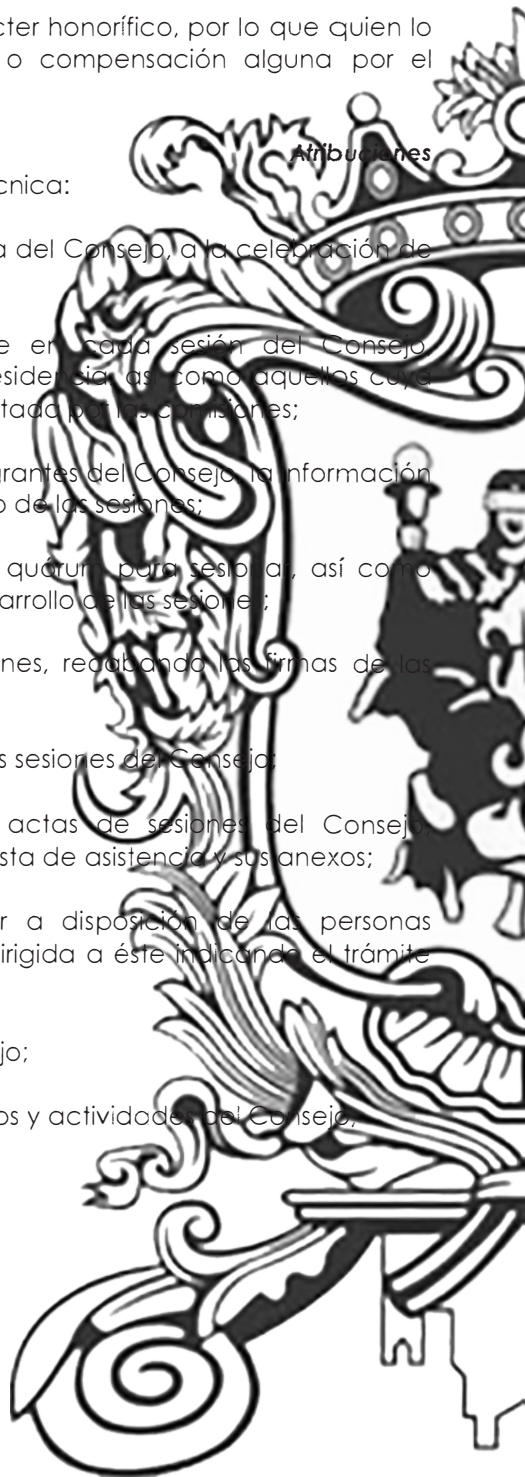 cter honorífico, por lo que quien lo
o compensación alguna por el
Atribuciones
cnica:
a del Consejo, a la celebración de
e en cada sesión del Consejo,
esidencia, así como aquellos cuya
tado por las comisiones;
grantes del Consejo, la información
o de las sesiones;
quórum para sesionar, así como
arrollo de las sesiones;
nes, recabando las firmas de las
s sesiones del Consejo;
actas de sesiones del Consejo,
sta de asistencia y sus anexos;
r a disposición de las personas
irigida a éste indicando el trámite
jo;
os y actividades del Consejo;